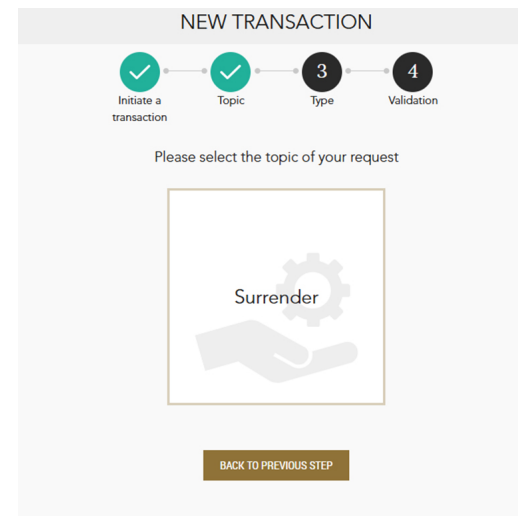 NEW TRANSACTION
3
4
Initiate a
transaction
Topic
Type
Validation
Please select the topic of your request
Surrender
BACK TO PREVIOUS STEP